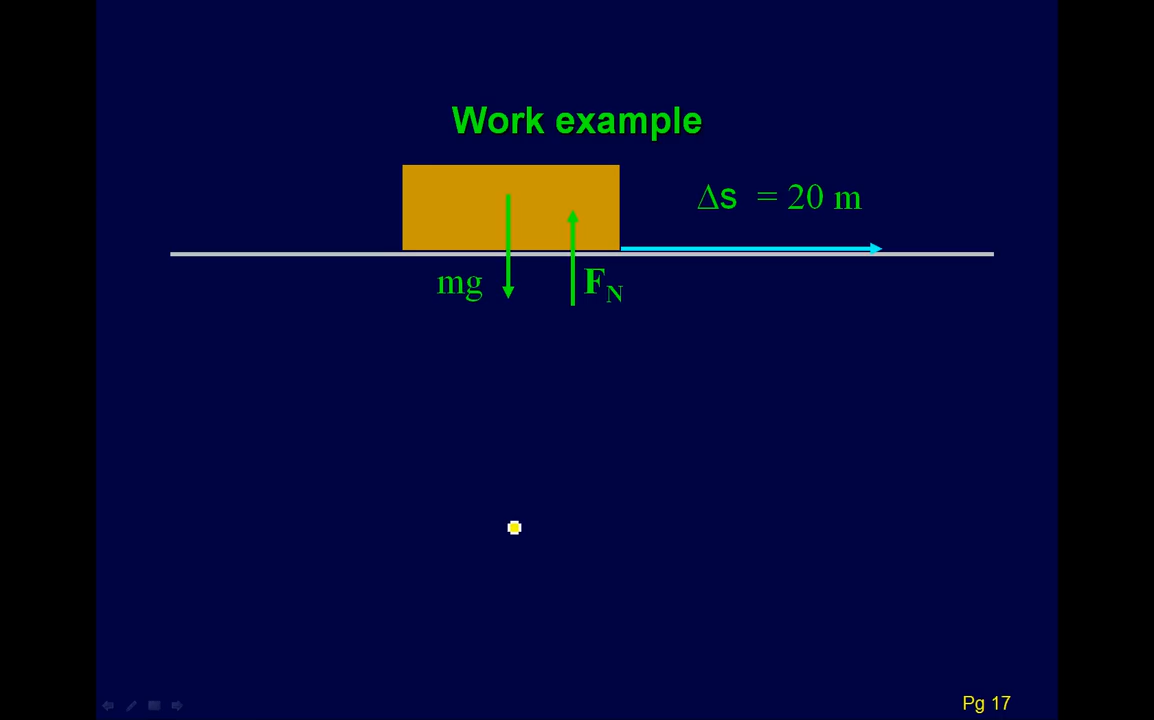 Work example
Δs = 20 m
mg
F_N
Pg 17